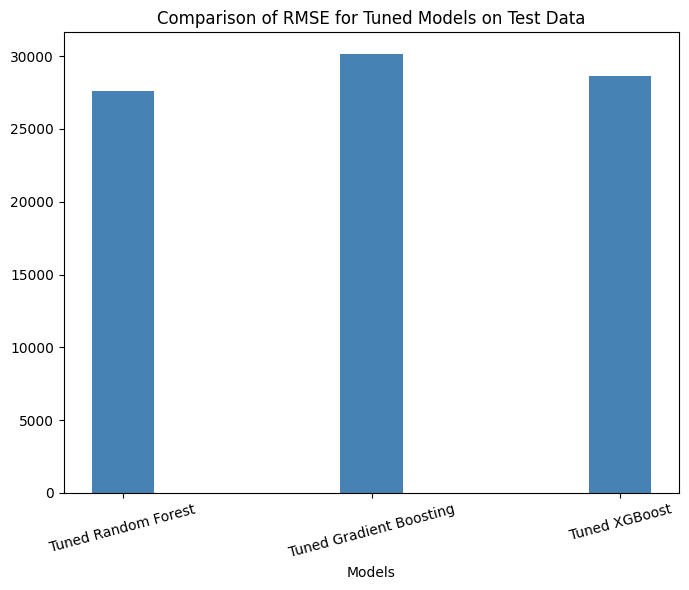 Comparison of RMSE for Tuned Models on Test Data
30000
25000
20000
15000
10000
5000
0
Tuned Random Forest
Tuned Gradient Boosting
Tuned XGBoost
Models